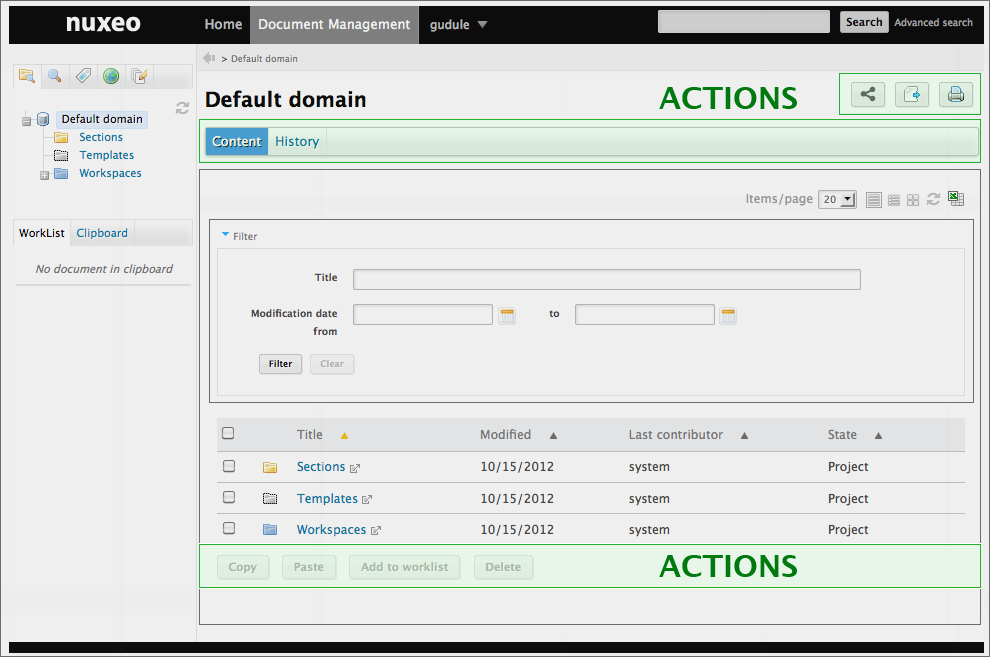 nuxeo Home Document Management gudule Search Advanced search
> Default domain
Default domain
ACTIONS
Default domain
Sections
Templates
Workspaces
Content History
WorkList Clipboard
No document in clipboard
Items/page 20
Filter
Title
Modification date from to
Filter Clear
Title Modified Last contributor State
Sections 10/15/2012 system Project
Templates 10/15/2012 system Project
Workspaces 10/15/2012 system Project
Copy Paste Add to worklist Delete ACTIONS